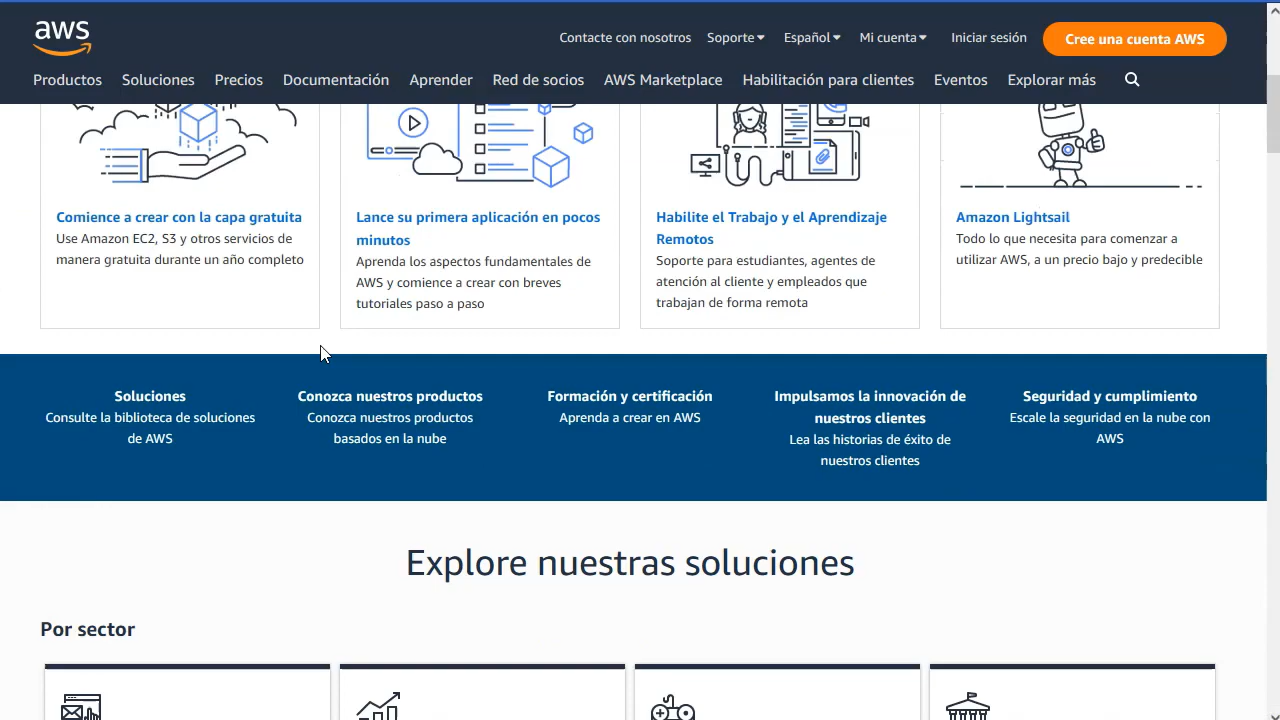 aws
Contacte con nosotros Soporte Español Mi cuenta Iniciar sesión Cree una cuenta AWS
Productos Soluciones Precios Documentación Aprender Red de socios AWS Marketplace Habilitación para clientes Eventos Explorar más
Comience a crear con la capa gratuita
Use Amazon EC2, S3 y otros servicios de
manera gratuita durante un año completo
Lance su primera aplicación en pocos
minutos
Aprenda los aspectos fundamentales de
AWS y comience a crear con breves
tutoriales paso a paso
Habilite el Trabajo y el Aprendizaje
Remotos
Soporte para estudiantes, agentes de
atención al cliente y empleados que
trabajan de forma remota
Amazon Lightsail
Todo lo que necesita para comenzar a
utilizar AWS, a un precio bajo y predecible
Soluciones
Consulte la biblioteca de soluciones
de AWS
Conozca nuestros productos
Conozca nuestros productos
basados en la nube
Formación y certificación
Aprenda a crear en AWS
Impulsamos la innovación de
nuestros clientes
Lea las historias de éxito de
nuestros clientes
Seguridad y cumplimiento
Escale la seguridad en la nube con
AWS
Explore nuestras soluciones
Por sector